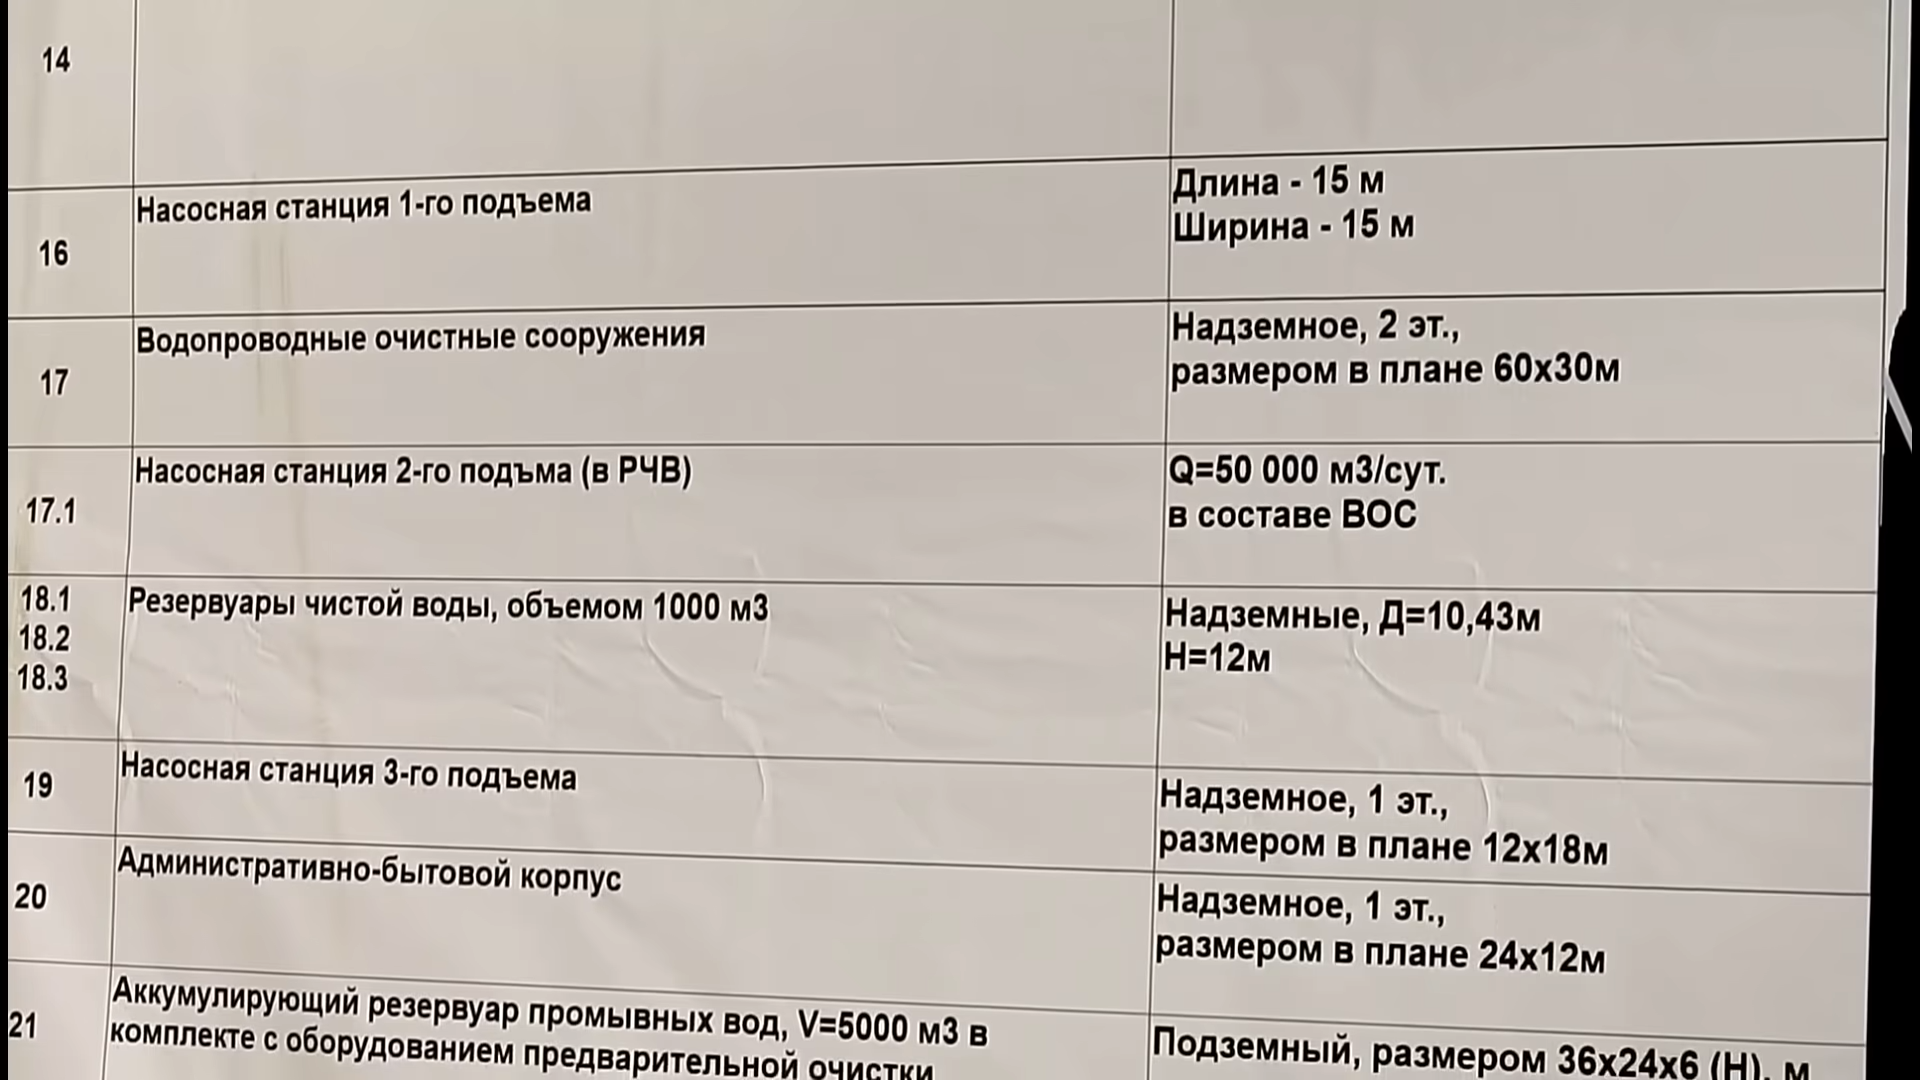 14
16
Насосная станция 1-го подъема
Длина - 15 м
Ширина - 15 м
17
Водопроводные очистные сооружения
Надземное, 2 эт.,
размером в плане 60х30м
17.1
Насосная станция 2-го подъма (в РЧВ)
Q=50 000 м3/сут.
в составе ВОС
18.1
18.2
18.3
Резервуары чистой воды, объемом 1000 м3
Надземные, Д=10,43м
Н=12м
19
Насосная станция 3-го подъема
Надземное, 1 эт.,
размером в плане 12х18м
20
Административно-бытовой корпус
Надземное, 1 эт.,
размером в плане 24х12м
21
Аккумулирующий резервуар промывных вод, V=5000 м3 в
комплекте с оборудованием предварительной очистки
Подземный, размером 36х24х6 (Н), м